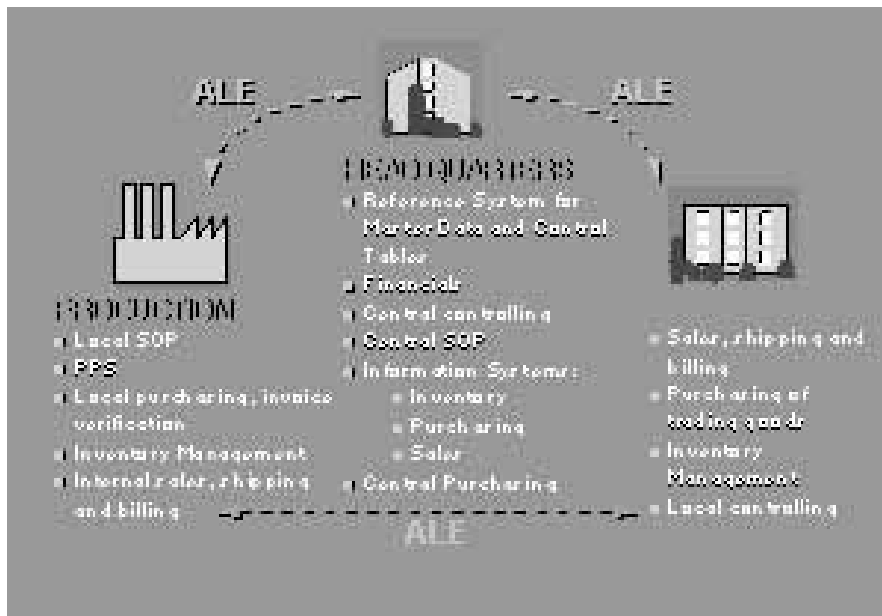 ALE
ALE
HEADQUARTERS
Reference System for
Master Data and Control
Tables
Financials
Central controlling
Central SOP
Information Systems:
Inventory
Purchasing
Sales
Central Purchasing
PRODUCTION
Local SOP
PPS
Local purchasing, invoice
verification
Inventory Management
Internal sales, shipping
and billing
Sales, shipping and
billing
Purchasing of
trading goods
Inventory
Management
Local controlling
ALE